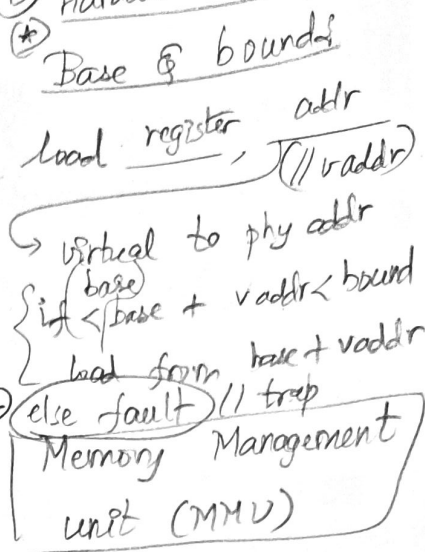 (*)
Base & bounds
load register, addr
(// vaddr)
→ virtual to phy addr
(base)
if < base + vaddr < bound
load from base + vaddr
else fault // trap
Memory Management
unit (MMU)